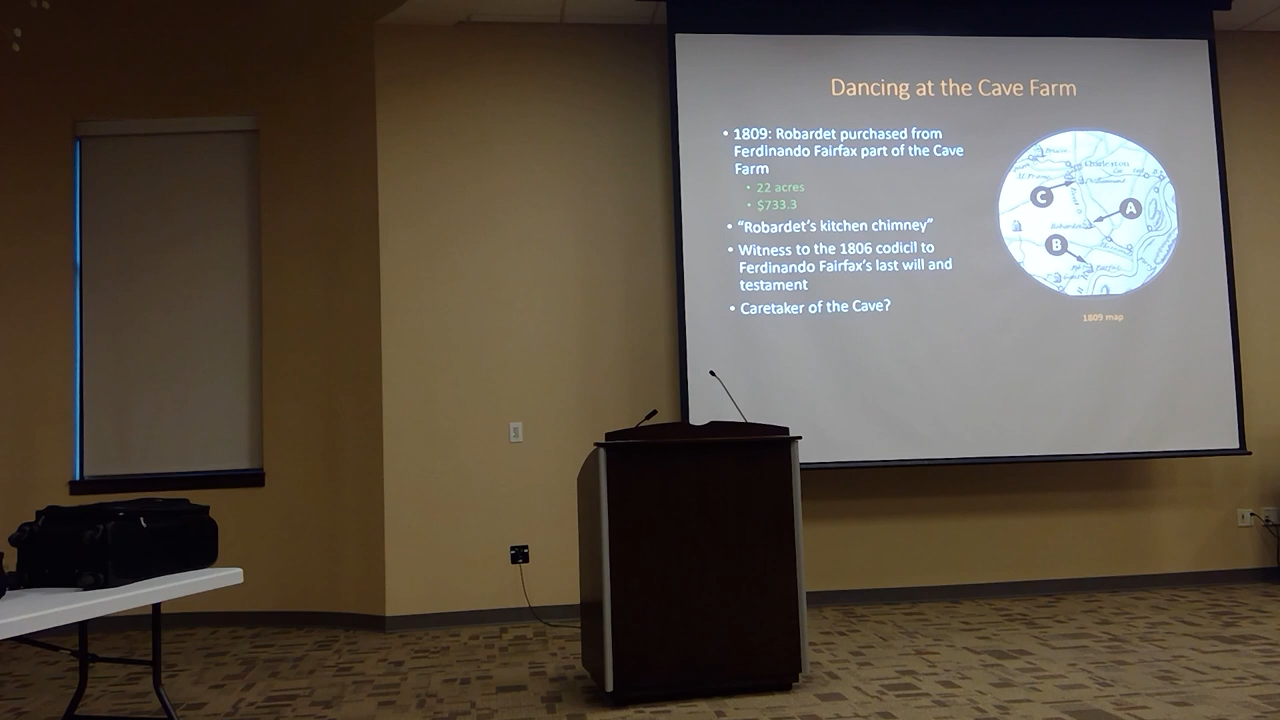 Dancing at the Cave Farm
• 1809: Robardet purchased from
Ferdinando Fairfax part of the Cave
Farm
• 22 acres
• $733.3
• "Robardet's kitchen chimney"
• Witness to the 1806 codicil to
Ferdinando Fairfax's last will and
testament
• Caretaker of the Cave?
Charleston
C
A
B
Fairfax
1809 map